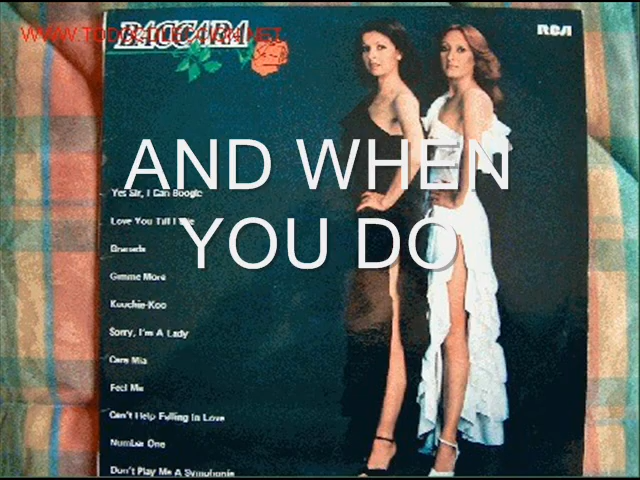 BACCARA
RCA
AND WHEN
YOU DO
Yes Sir, I Can Boogie
Love You Till I Die
Granada
Gimme More
Koochie-Koo
Sorry, I'm A Lady
Cara Mia
Feel Me
Can't Help Falling In Love
Number One
Don't Play Me A Symphonie